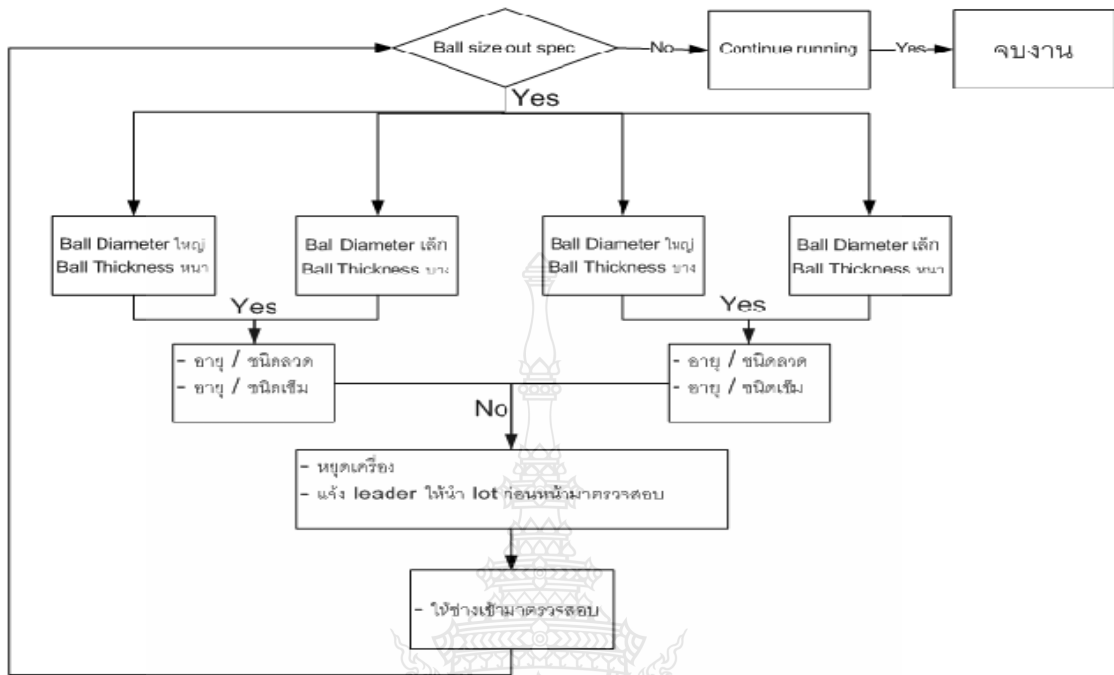 Ball size out spec
No
Continue running
Yes
จบงาน
Yes
Ball Diameter ใหญ่
Ball Thickness หนา
Bal Diameter เล็ก
Ball Thickness บาง
Ball Diameter ใหญ่
Ball Thickness บาง
Ball Diameter เล็ก
Ball Thickness หนา
Yes
Yes
- อายุ / ชนิดลวด
- อายุ / ชนิดเข็ม
- อายุ / ชนิดลวด
- อายุ / ชนิดเข็ม
No
- หยุดเครื่อง
- แจ้ง leader ให้นำ lot ก่อนหน้ามาตรวจสอบ
- ให้ช่างเข้ามาตรวจสอบ